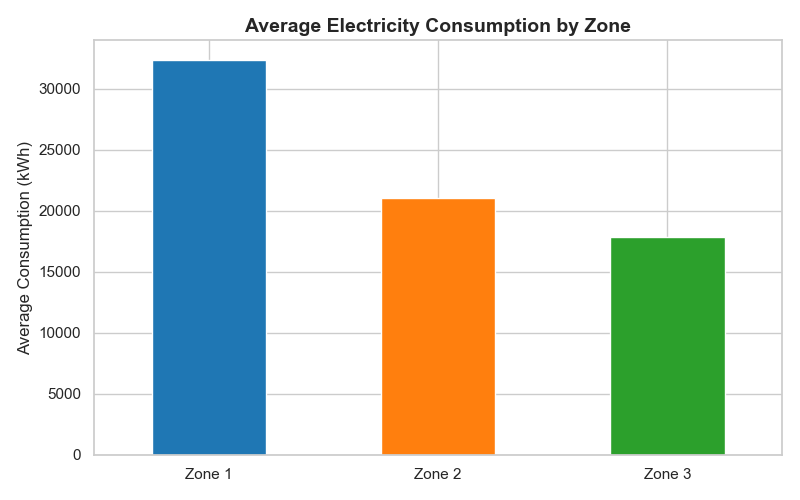 Average Electricity Consumption by Zone
Average Consumption (kWh)
30000
25000
20000
15000
10000
5000
0
Zone 1
Zone 2
Zone 3